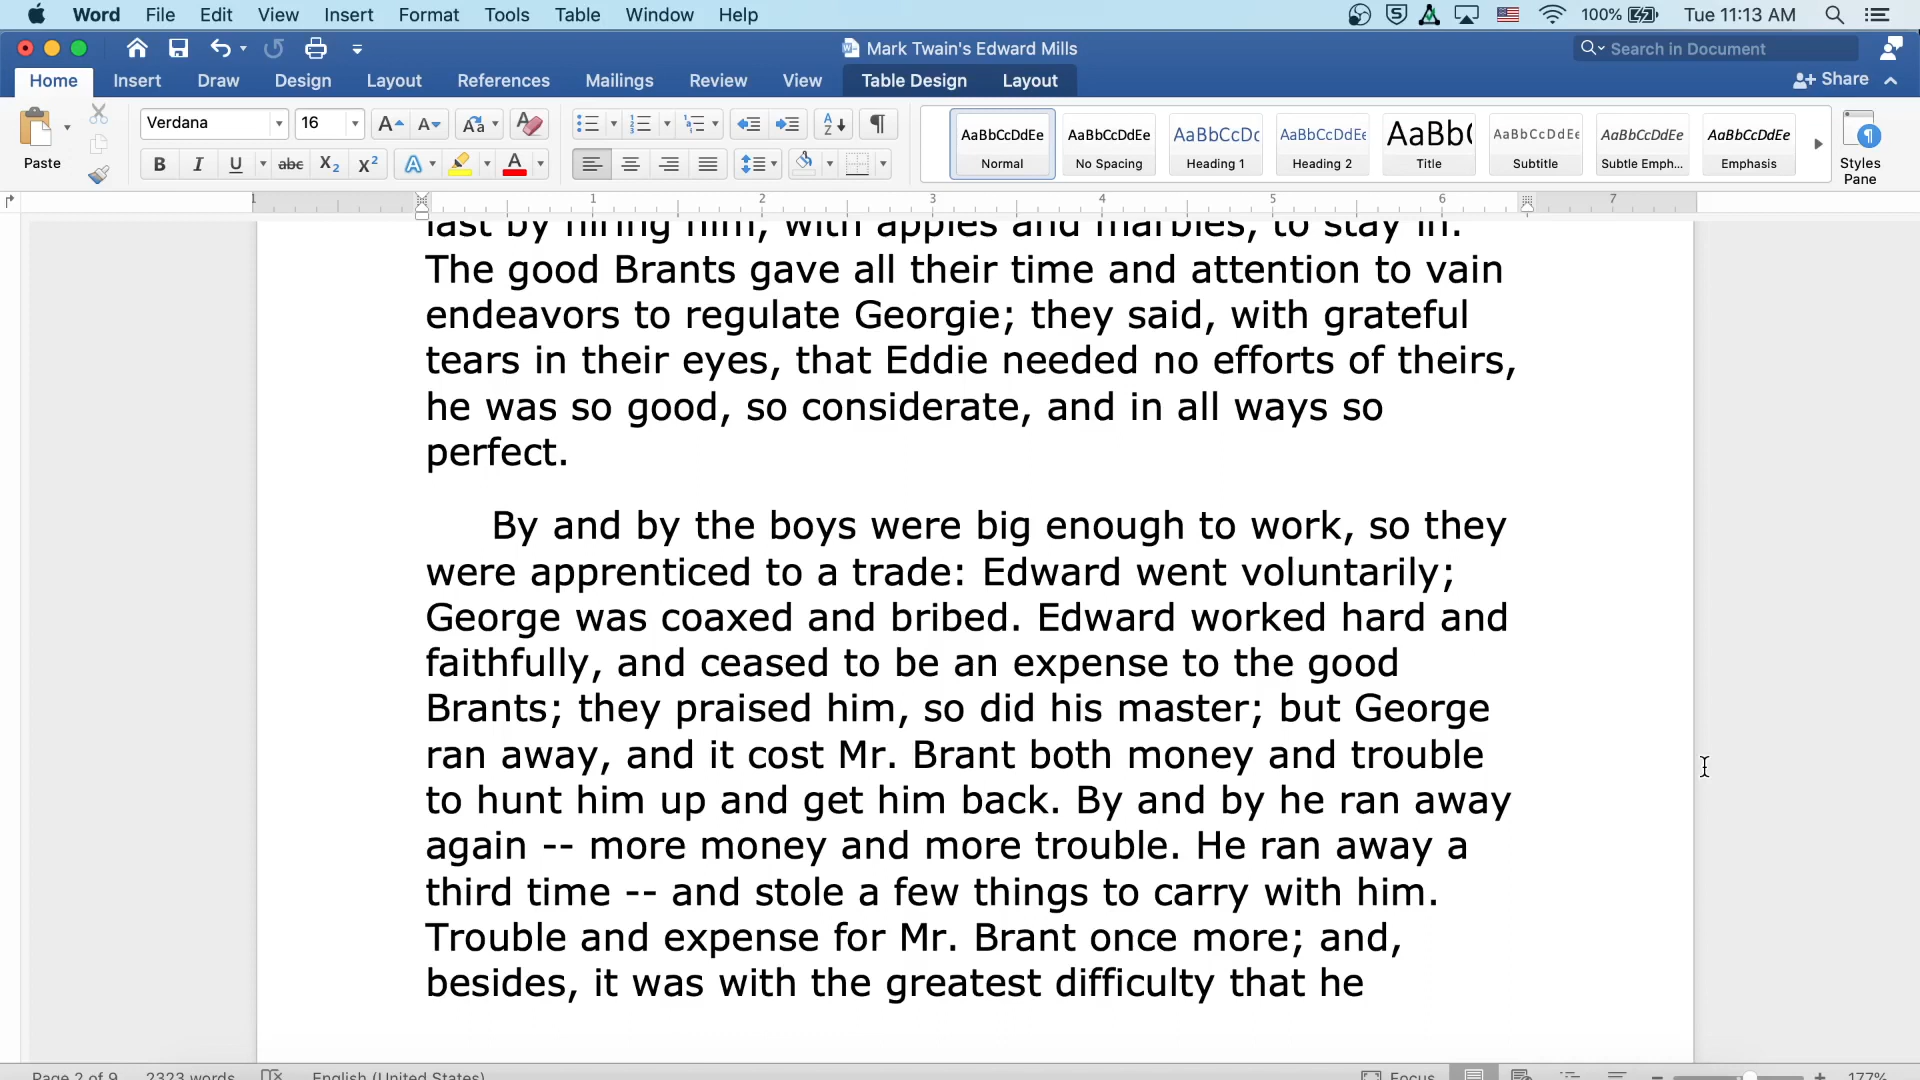 Word File Edit View Insert Format Tools Table Window Help 100% Tue 11:13 AM
Mark Twain's Edward Mills Search in Document
Home Insert Draw Design Layout References Mailings Review View Table Design Layout Share
Verdana 16 AaBbCcDdEe AaBbCcDdEe AaBbCcDc AaBbCcDdEe AaBb( AaBbCcDdEe AaBbCcDdEe AaBbCcDdEe
Paste B I U abc X2 X2 A A Normal No Spacing Heading 1 Heading 2 Title Subtitle Subtle Emph... Emphasis Styles
Pane
1 1 2 3 4 5 6 7
last by hiring him, with apples and marbles, to stay in.
The good Brants gave all their time and attention to vain
endeavors to regulate Georgie; they said, with grateful
tears in their eyes, that Eddie needed no efforts of theirs,
he was so good, so considerate, and in all ways so
perfect.
By and by the boys were big enough to work, so they
were apprenticed to a trade: Edward went voluntarily;
George was coaxed and bribed. Edward worked hard and
faithfully, and ceased to be an expense to the good
Brants; they praised him, so did his master; but George
ran away, and it cost Mr. Brant both money and trouble
to hunt him up and get him back. By and by he ran away
again -- more money and more trouble. He ran away a
third time -- and stole a few things to carry with him.
Trouble and expense for Mr. Brant once more; and,
besides, it was with the greatest difficulty that he
Page 2 of 9 2323 words English (United States) Focus 177%